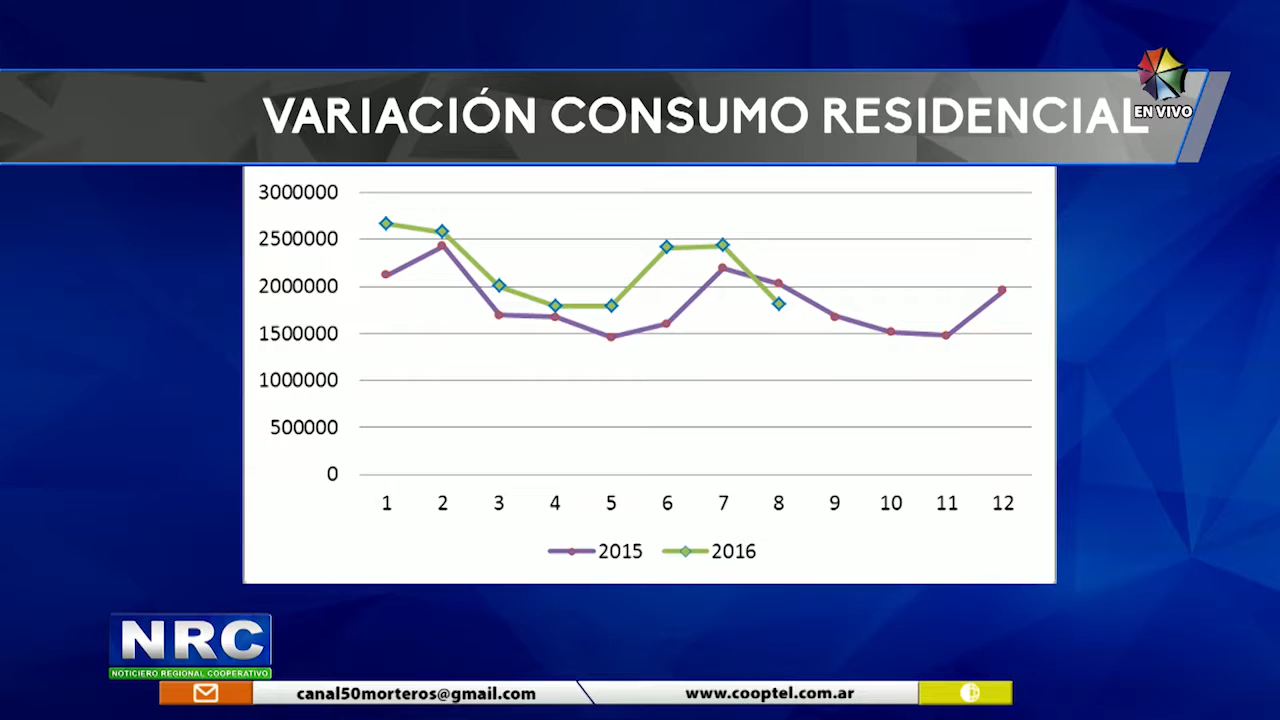 VARIACIÓN CONSUMO RESIDENCIAL
EN VIVO
3000000
2500000
2000000
1500000
1000000
500000
0
1 2 3 4 5 6 7 8 9 10 11 12
2015 2016
NRC
NOTICIERO REGIONAL COOPERATIVO
canal50morteros@gmail.com www.cooptel.com.ar